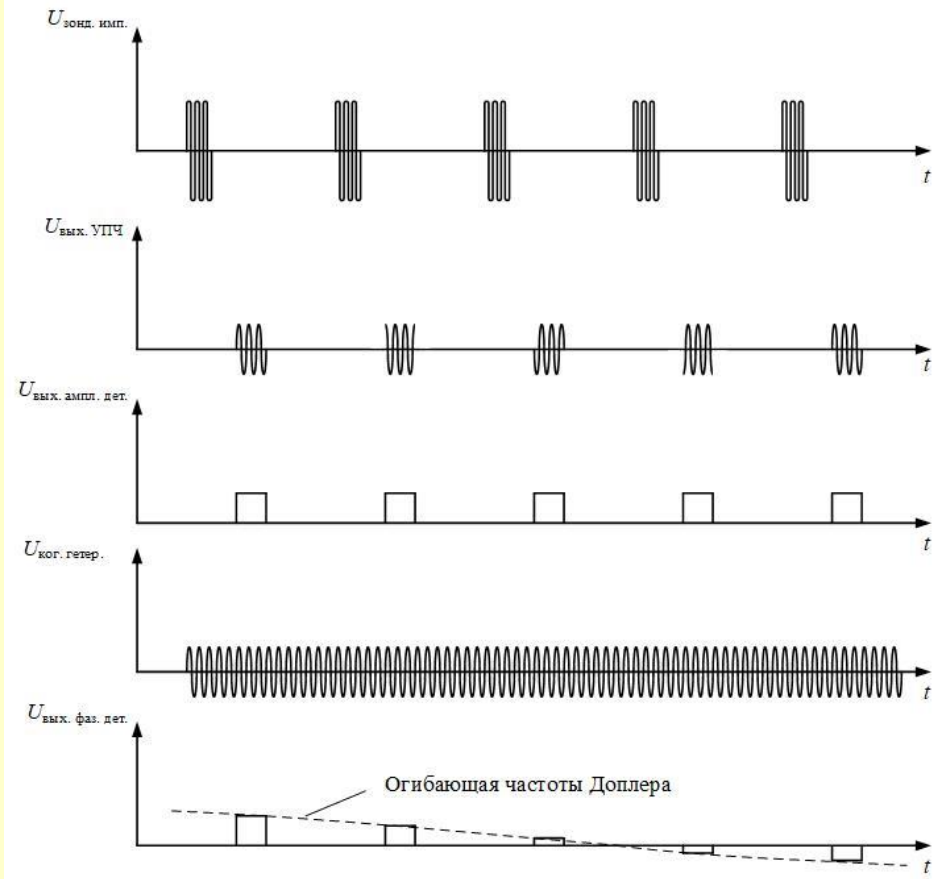 Uзонд. имп.
t
Uвых. УПЧ
t
Uвых. ампл. дет.
t
Uког. гетер.
t
Uвых. фаз. дет.
Огибающая частоты Доплера
t